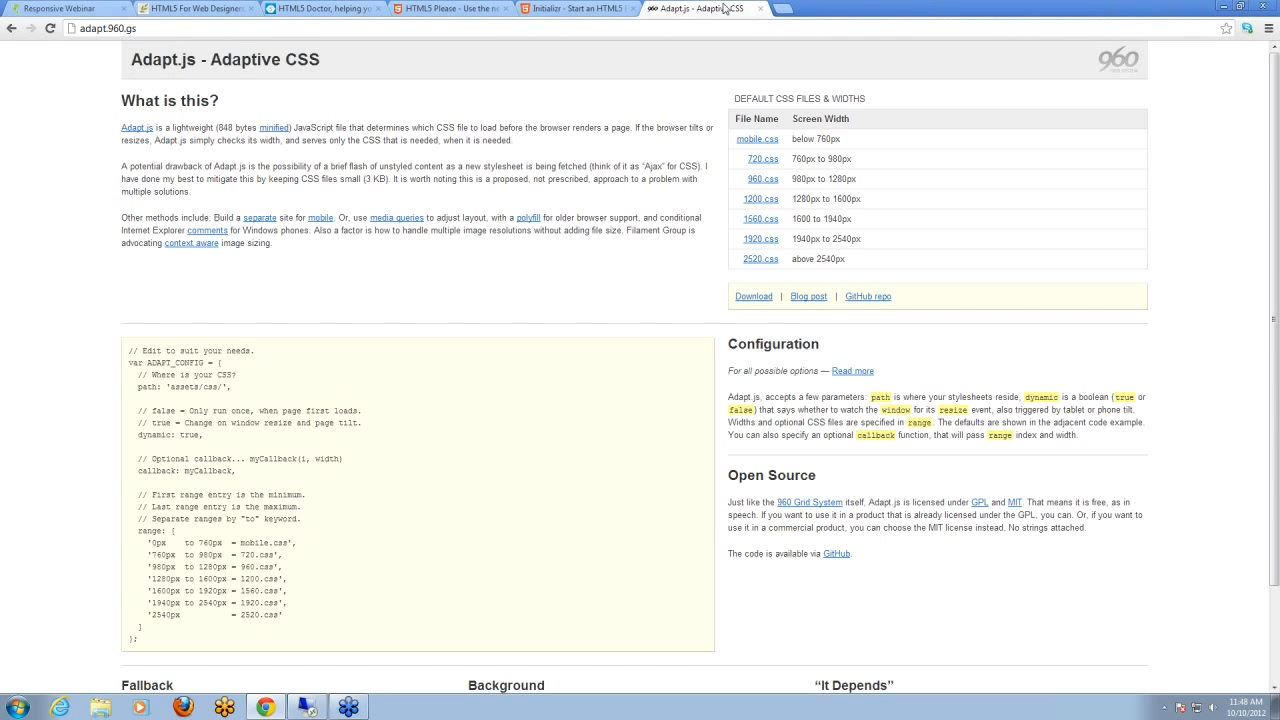 Responsive Webinar
HTML5 For Web Designer
HTML5 Doctor, helping yo
HTML5 Please - Use the ne
Initializr - Start an HTML5 
Adapt.js - Adaptive CSS
adapt.960.gs
Adapt.js - Adaptive CSS
960
What is this?
Adapt.js is a lightweight (848 bytes minified) JavaScript file that determines which CSS file to load before the browser renders a page. If the browser tilts or
resizes, Adapt.js simply checks its width, and serves only the CSS that is needed, when it is needed.
A potential drawback of Adapt.js is the possibility of a brief flash of unstyled content as a new stylesheet is being fetched (think of it as "Ajax" for CSS). I
have done my best to mitigate this by keeping CSS files small (3 KB). It is worth noting this is a proposed, not prescribed, approach to a problem with
multiple solutions.
Other methods include: Build a separate site for mobile. Or, use media queries to adjust layout, with a polyfill for older browser support, and conditional
Internet Explorer comments for Windows phones. Also a factor is how to handle multiple image resolutions without adding file size. Filament Group is
advocating context aware image sizing.
DEFAULT CSS FILES & WIDTHS
File Name Screen Width
mobile.css below 760px
720.css 760px to 980px
960.css 980px to 1280px
1200.css 1280px to 1600px
1560.css 1600 to 1940px
1920.css 1940px to 2540px
2520.css above 2540px
Download | Blog post | GitHub repo
// Edit to suit your needs.
var ADAPT_CONFIG = {
// Where is your CSS?
path: 'assets/css/',
// false = Only run once, when page first loads.
// true = Change on window resize and page tilt.
dynamic: true,
// Optional callback... myCallback(i, width)
callback: myCallback,
// First range entry is the minimum.
// Last range entry is the maximum.
// Separate ranges by "to" keyword.
range: [
'0px to 760px = mobile.css',
'760px to 980px = 720.css',
'980px to 1280px = 960.css',
'1280px to 1600px = 1200.css',
'1600px to 1920px = 1560.css',
'1940px to 2540px = 1920.css',
'2540px = 2520.css'
]
};
Configuration
For all possible options — Read more
Adapt.js, accepts a few parameters: path is where your stylesheets reside, dynamic is a boolean (true or
false) that says whether to watch the window for its resize event, also triggered by tablet or phone tilt.
Widths and optional CSS files are specified in range. The defaults are shown in the adjacent code example.
You can also specify an optional callback function, that will pass range index and width.
Open Source
Just like the 960 Grid System itself, Adapt.js is licensed under GPL and MIT. That means it is free, as in
speech. If you want to use it in a product that is already licensed under the GPL, you can. Or, if you want to
use it in a commercial product, you can choose the MIT license instead. No strings attached.
The code is available via GitHub.
Fallback
Background
“It Depends”
11:48 AM
10/10/2012